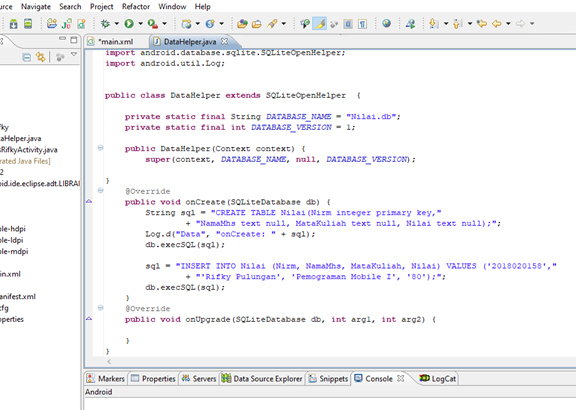 ource Navigate Search Project Refactor Window Help
*main.xml DataHelper.java
import android.database.sqlite.SQLiteOpenHelper;
import android.util.Log;
public class DataHelper extends SQLiteOpenHelper {
private static final String DATABASE_NAME = "Nilai.db";
private static final int DATABASE_VERSION = 1;
public DataHelper(Context context) {
super(context, DATABASE_NAME, null, DATABASE_VERSION);
}
@Override
public void onCreate(SQLiteDatabase db) {
String sql = "CREATE TABLE Nilai(Nirm integer primary key,"
+ "NamaMhs text null, MataKuliah text null, Nilai text null);";
Log.d("Data", "onCreate: " + sql);
db.execSQL(sql);
sql = "INSERT INTO Nilai (Nirm, NamaMhs, MataKuliah, Nilai) VALUES ('2018020158',"
+ "'Rifky Pulungan', 'Pemograman Mobile I', '80');";
db.execSQL(sql);
}
@Override
public void onUpgrade(SQLiteDatabase db, int arg1, int arg2) {
}
}
fky
aHelper.java
sRifkyActivity.java
rated Java Files]
2
oid.ide.eclipse.adt.LIBRAI
ble-hdpi
ble-ldpi
ble-mdpi
in.xml
anifest.xml
cfg
operties
Markers Properties Servers Data Source Explorer Snippets Console LogCat
Android